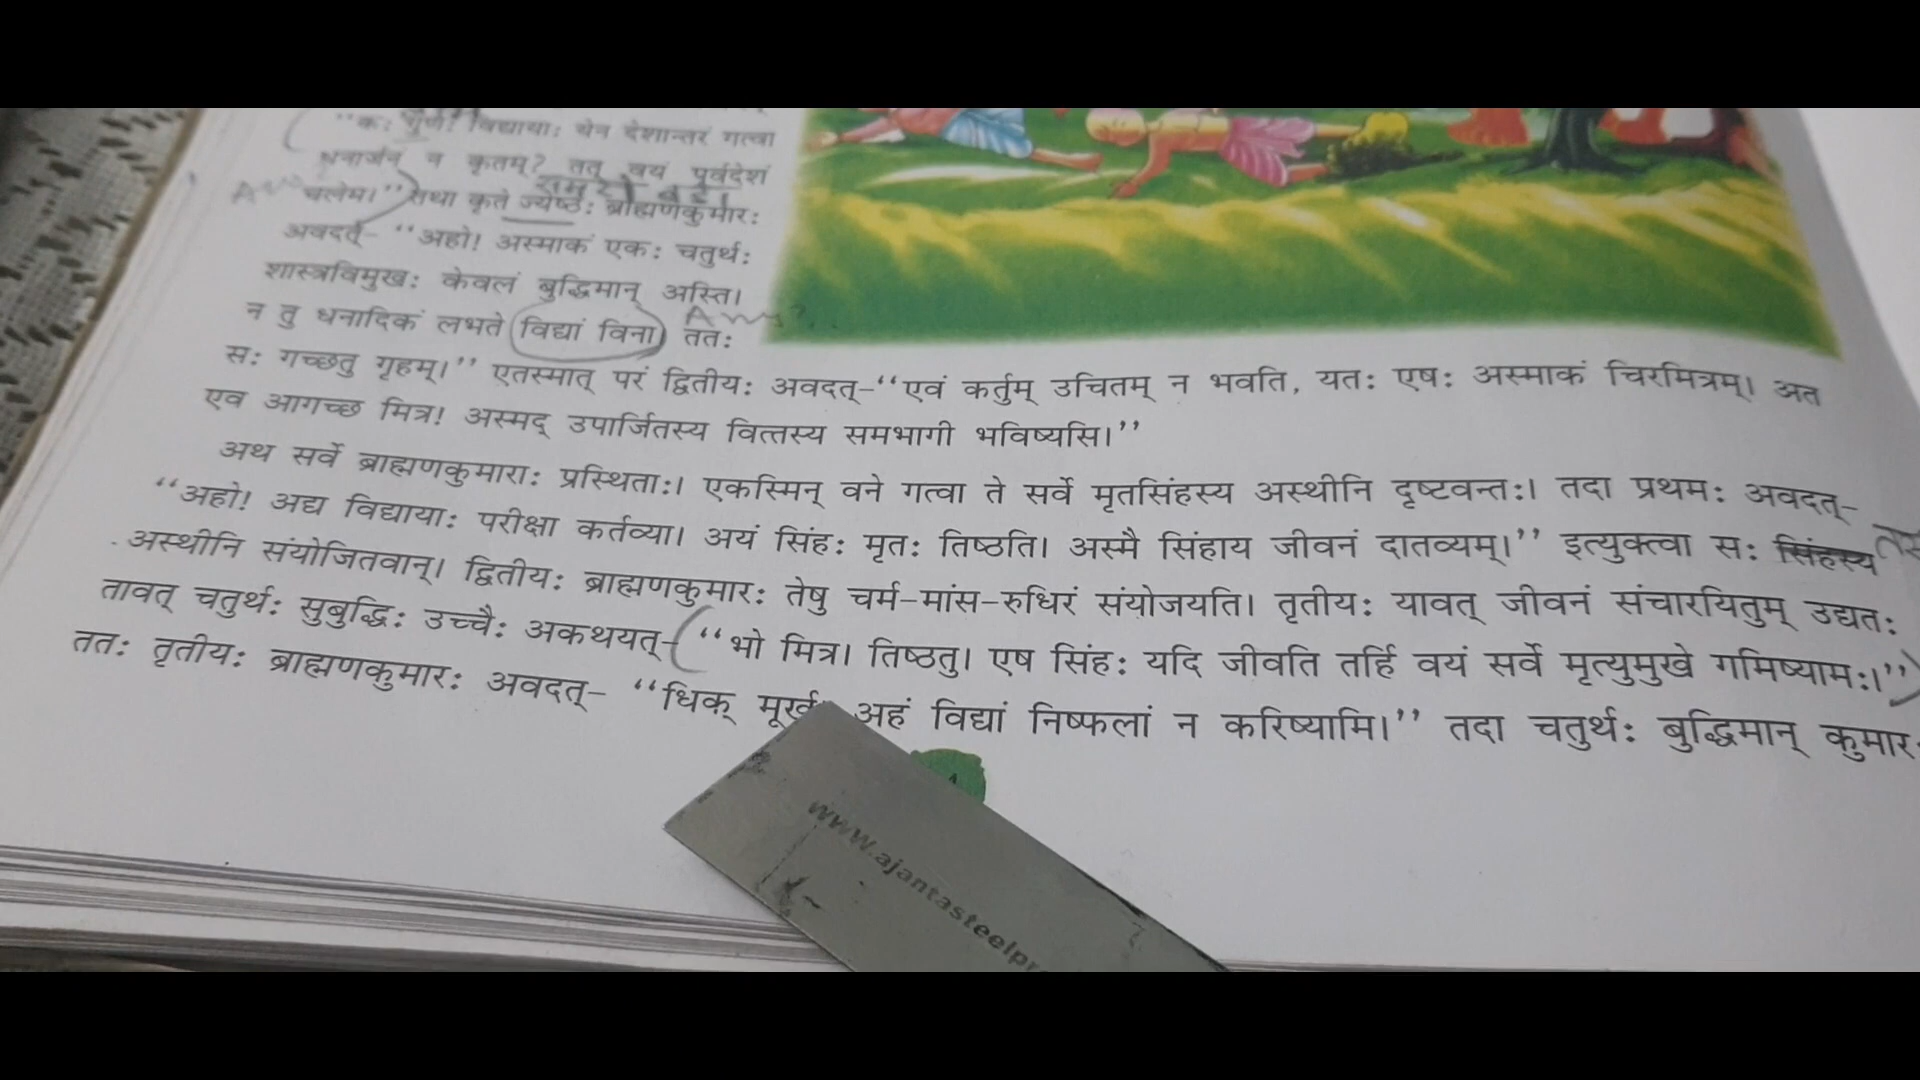 “कः गुणः विद्यायाः येन देशान्तरं गत्वा
धनार्जनं न कृतम्? तत् वयं पूर्वदेशं
चलेम।” तथा कृते ज्येष्ठः ब्राह्मणकुमारः
अवदत्- “अहो! अस्माकं एकः चतुर्थः
शास्त्रविमुखः केवलं बुद्धिमान् अस्ति।
न तु धनादिकं लभते विद्यां विना ततः
सः गच्छतु गृहम्।” एतस्मात् परं द्वितीयः अवदत्-“एवं कर्तुम् उचितम् न भवति, यतः एषः अस्माकं चिरमित्रम्। अत
एव आगच्छ मित्र! अस्मद् उपार्जितस्य वित्तस्य समभागी भविष्यसि।”
अथ सर्वे ब्राह्मणकुमाराः प्रस्थिताः। एकस्मिन् वने गत्वा ते सर्वे मृतसिंहस्य अस्थीनि दृष्टवन्तः। तदा प्रथमः अवदत्-
“अहो! अद्य विद्यायाः परीक्षा कर्तव्या। अयं सिंहः मृतः तिष्ठति। अस्मै सिंहाय जीवनं दातव्यम्।” इत्युक्त्वा सः सिंहस्य
अस्थीनि संयोजितवान्। द्वितीयः ब्राह्मणकुमारः तेषु चर्म-मांस-रुधिरं संयोजयति। तृतीयः यावत् जीवनं संचारयितुम् उद्यतः
तावत् चतुर्थः सुबुद्धिः उच्चैः अकथयत्- “भो मित्र। तिष्ठतु। एष सिंहः यदि जीवति तर्हि वयं सर्वे मृत्युमुखे गमिष्यामः।”
ततः तृतीयः ब्राह्मणकुमारः अवदत्- “धिक् मूर्ख अहं विद्यां निष्फलां न करिष्यामि।” तदा चतुर्थः बुद्धिमान् कुमारः
www.ajantasteelpr